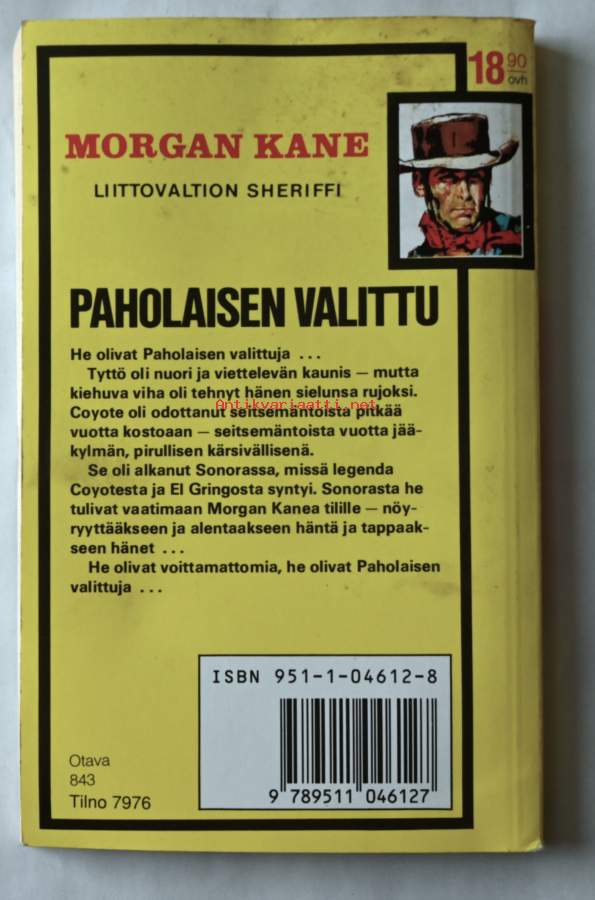 18 90
ovh
MORGAN KANE
LIITTOVALTION SHERIFFI
PAHOLAISEN VALITTU
He olivat Paholaisen valittuja ...
Tyttö oli nuori ja viettelevän kaunis — mutta
kiehuva viha oli tehnyt hänen sielunsa rujoksi.
Antikvariaatti.net
Coyote oli odottanut seitsemäntoista pitkää
vuotta kostoaan — seitsemäntoista vuotta jää-
kylmän, pirullisen kärsivällisenä.
Se oli alkanut Sonorassa, missä legenda
Coyotesta ja El Gringosta syntyi. Sonorasta he
tulivat vaatimaan Morgan Kanea tilille — nöy-
ryyttääkseen ja alentaakseen häntä ja tappaak-
seen hänet ...
He olivat voittamattomia, he olivat Paholaisen
valittuja ...
ISBN 951-1-04612-8
9 789511 046127
Otava
843
Tilno 7976